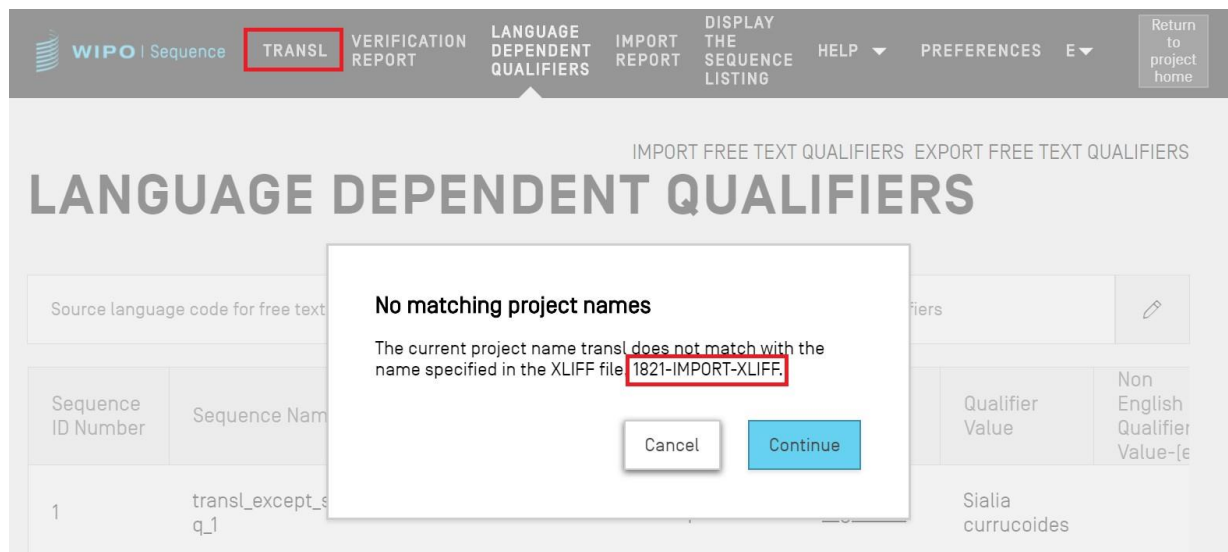 WIPO | Sequence
TRANSL
VERIFICATION
REPORT
LANGUAGE
DEPENDENT
QUALIFIERS
IMPORT
REPORT
DISPLAY
THE
SEQUENCE
LISTING
HELP
PREFERENCES
E
Return
to
project
home
IMPORT FREE TEXT QUALIFIERS EXPORT FREE TEXT QUALIFIERS
LANGUAGE DEPENDENT QUALIFIERS
Source language code for free text
No matching project names
The current project name transl does not match with the
name specified in the XLIFF file. 1821-IMPORT-XLIFF.
Cancel
Continue
Sequence
ID Number
Sequence Nam
Qualifier
Value
Non
English
Qualifier
Value-[e
1
transl_except_s
q_1
Sialia
currucoides